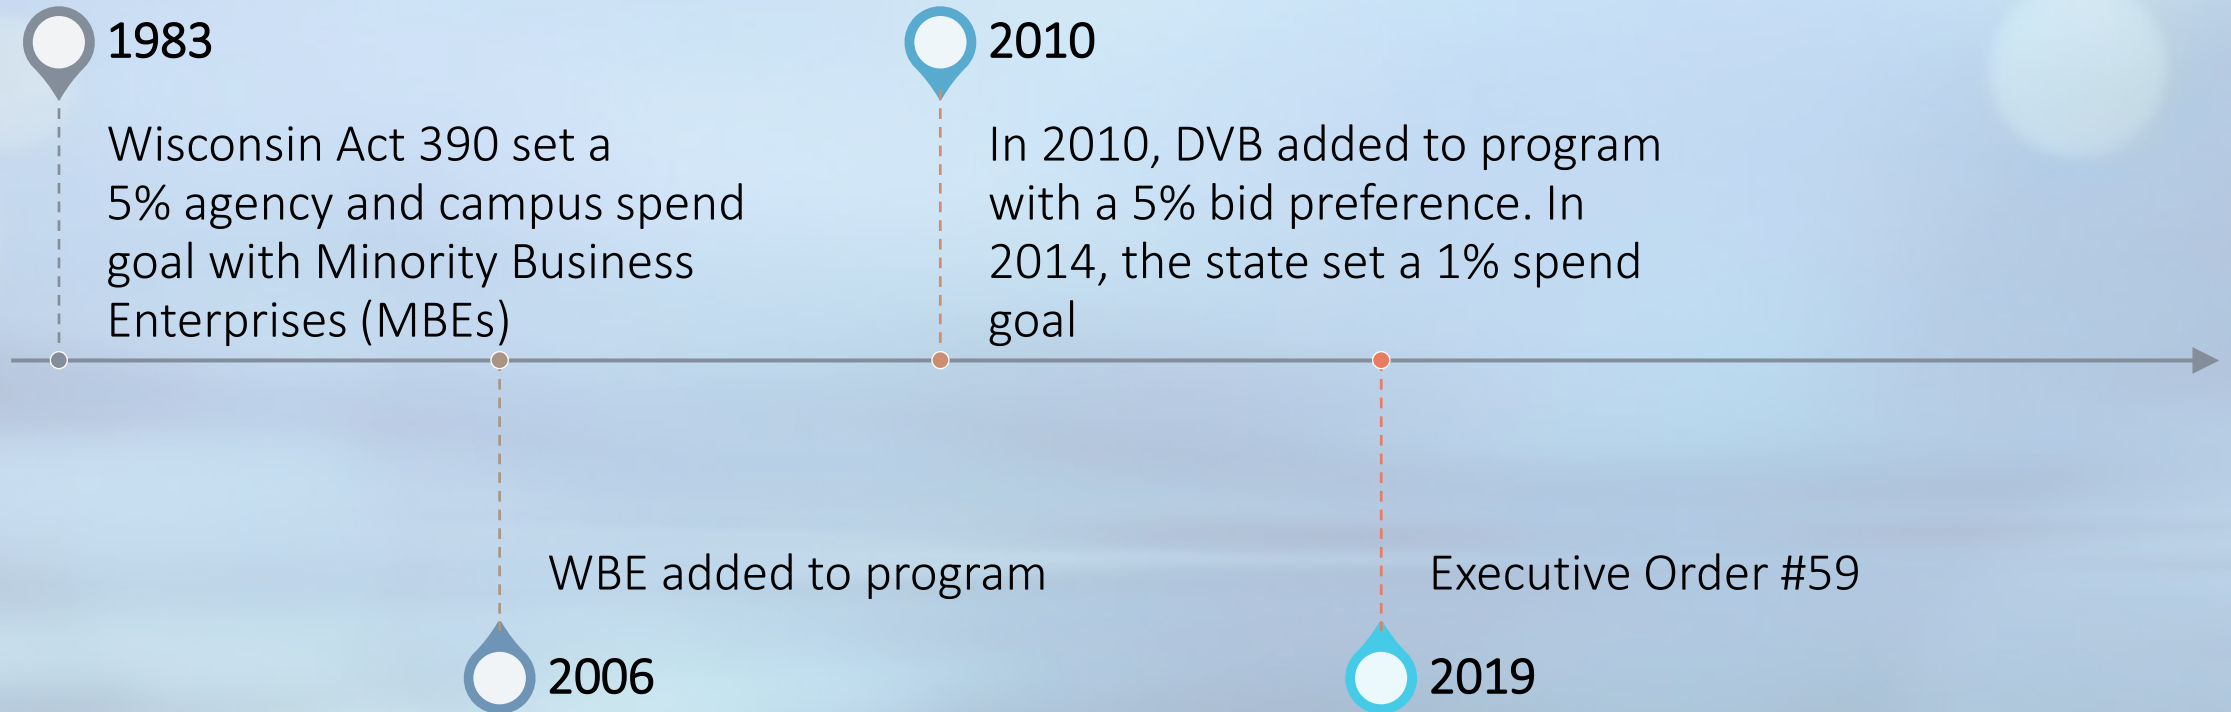 1983
Wisconsin Act 390 set a
5% agency and campus spend
goal with Minority Business
Enterprises (MBEs)
WBE added to program
2006
2010
In 2010, DVB added to program
with a 5% bid preference. In
2014, the state set a 1% spend
goal
Executive Order #59
2019